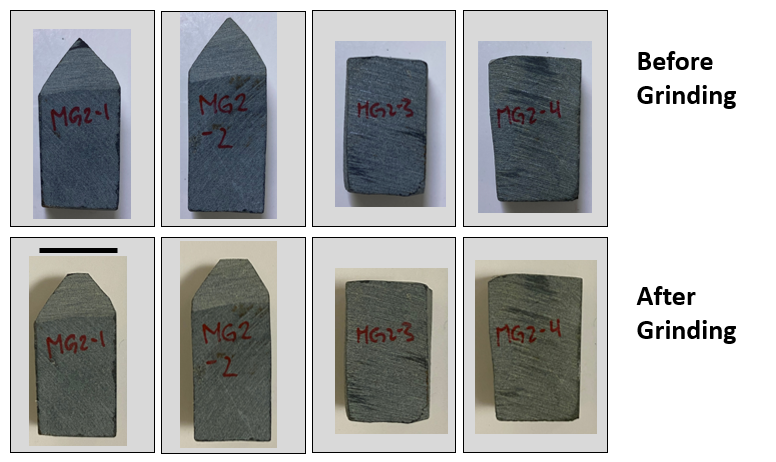 MG2-1
MG2
-2
MG2-3
MG2-4
Before
Grinding
MG2-1
MG2
-2
MG2-3
MG2-4
After
Grinding